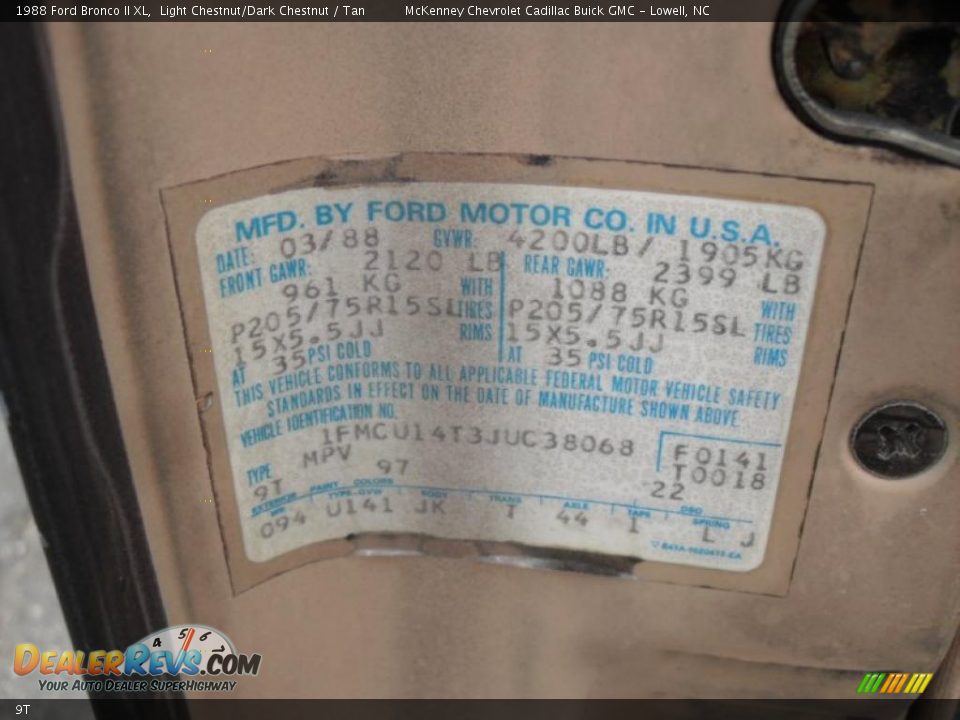 1988 Ford Bronco II XL,  Light Chestnut/Dark Chestnut / Tan McKenney Chevrolet Cadillac Buick GMC - Lowell, NC
MFD. BY FORD MOTOR CO. IN U.S.A.
DATE: 03/88 GVWR: 4200LB/ 1905KG
FRONT GAWR: 2120 LB REAR GAWR: 2399 LB
961 KG WITH 1088 KG WITH
P205/75R15SL TIRES P205/75R15SL TIRES
15X5.5JJ RIMS 15X5.5JJ RIMS
AT 35 PSI COLD AT 35 PSI COLD
THIS VEHICLE CONFORMS TO ALL APPLICABLE FEDERAL MOTOR VEHICLE SAFETY
STANDARDS IN EFFECT ON THE DATE OF MANUFACTURE SHOWN ABOVE.
VEHICLE IDENTIFICATION NO.
1FMCU14T3JUC38068 F0141
TYPE MPV T0018
9T 97 22
EXTERIOR PAINT COLORS DSO
TYPE-GVW BODY TRANS AXLE TAPE SPRING
094 U141 JK T 44 1 L J
DEALERREVS.COM
YOUR AUTO DEALER SUPERHIGHWAY
4 5 6
9T